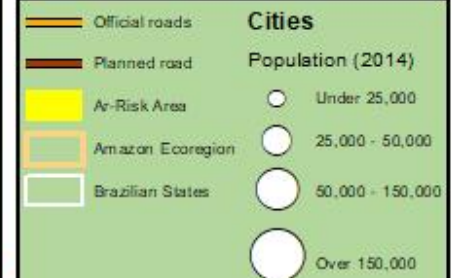 Official roads
Planned road
Ar-Risk Area
Amazon Ecoregion
Brazilian States
Cities
Population (2014)
Under 25,000
25,000 - 50,000
50,000 - 150,000
Over 150,000